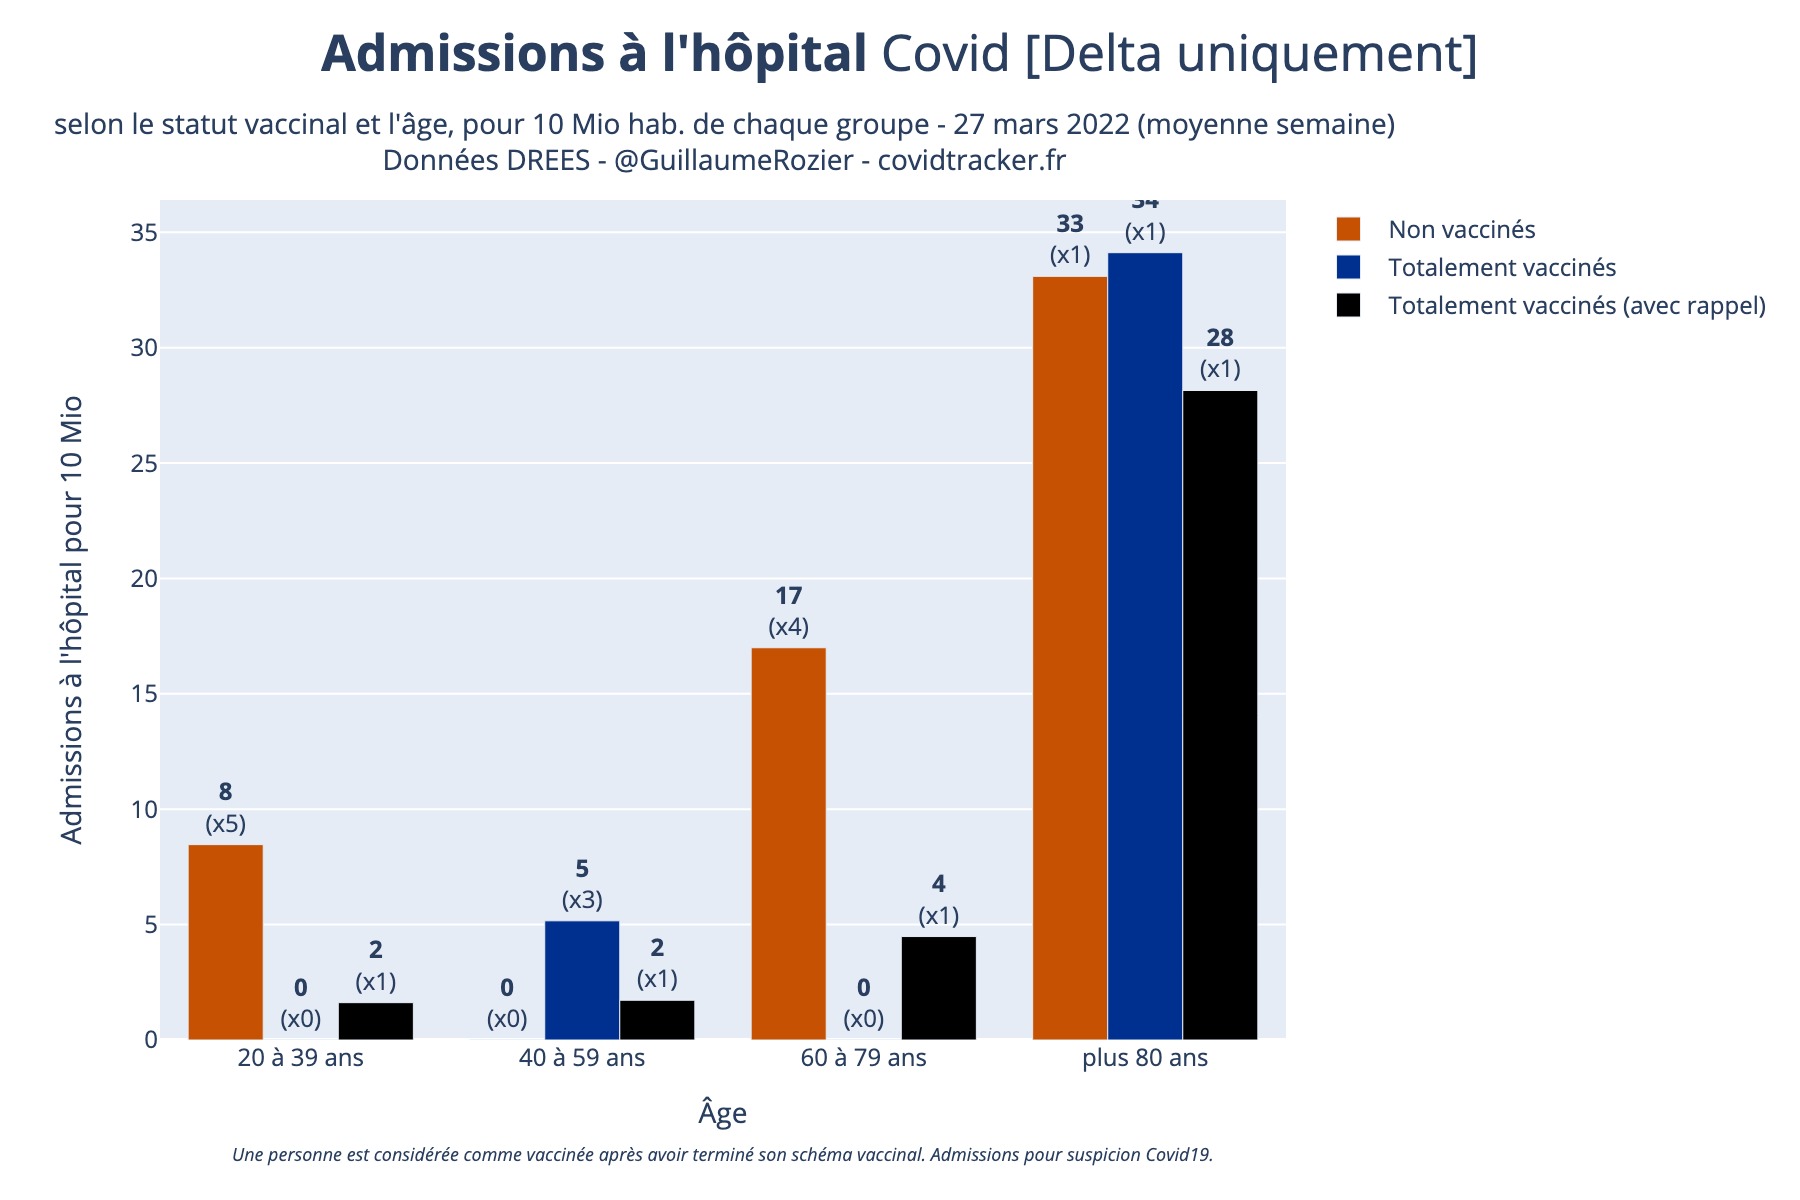 Admissions à l'hôpital Covid [Delta uniquement]
selon le statut vaccinal et l'âge, pour 10 Mio hab. de chaque groupe - 27 mars 2022 (moyenne semaine)
Données DREES - @GuillaumeRozier - covidtracker.fr
Non vaccinés
Totalement vaccinés
Totalement vaccinés (avec rappel)
Admissions à l'hôpital pour 10 Mio
35
30
25
20
15
10
5
0
8
(x5)
0
(x0)
2
(x1)
0
(x0)
5
(x3)
2
(x1)
17
(x4)
0
(x0)
4
(x1)
33
(x1)
34
(x1)
28
(x1)
20 à 39 ans
40 à 59 ans
60 à 79 ans
plus 80 ans
Âge
Une personne est considérée comme vaccinée après avoir terminé son schéma vaccinal. Admissions pour suspicion Covid19.